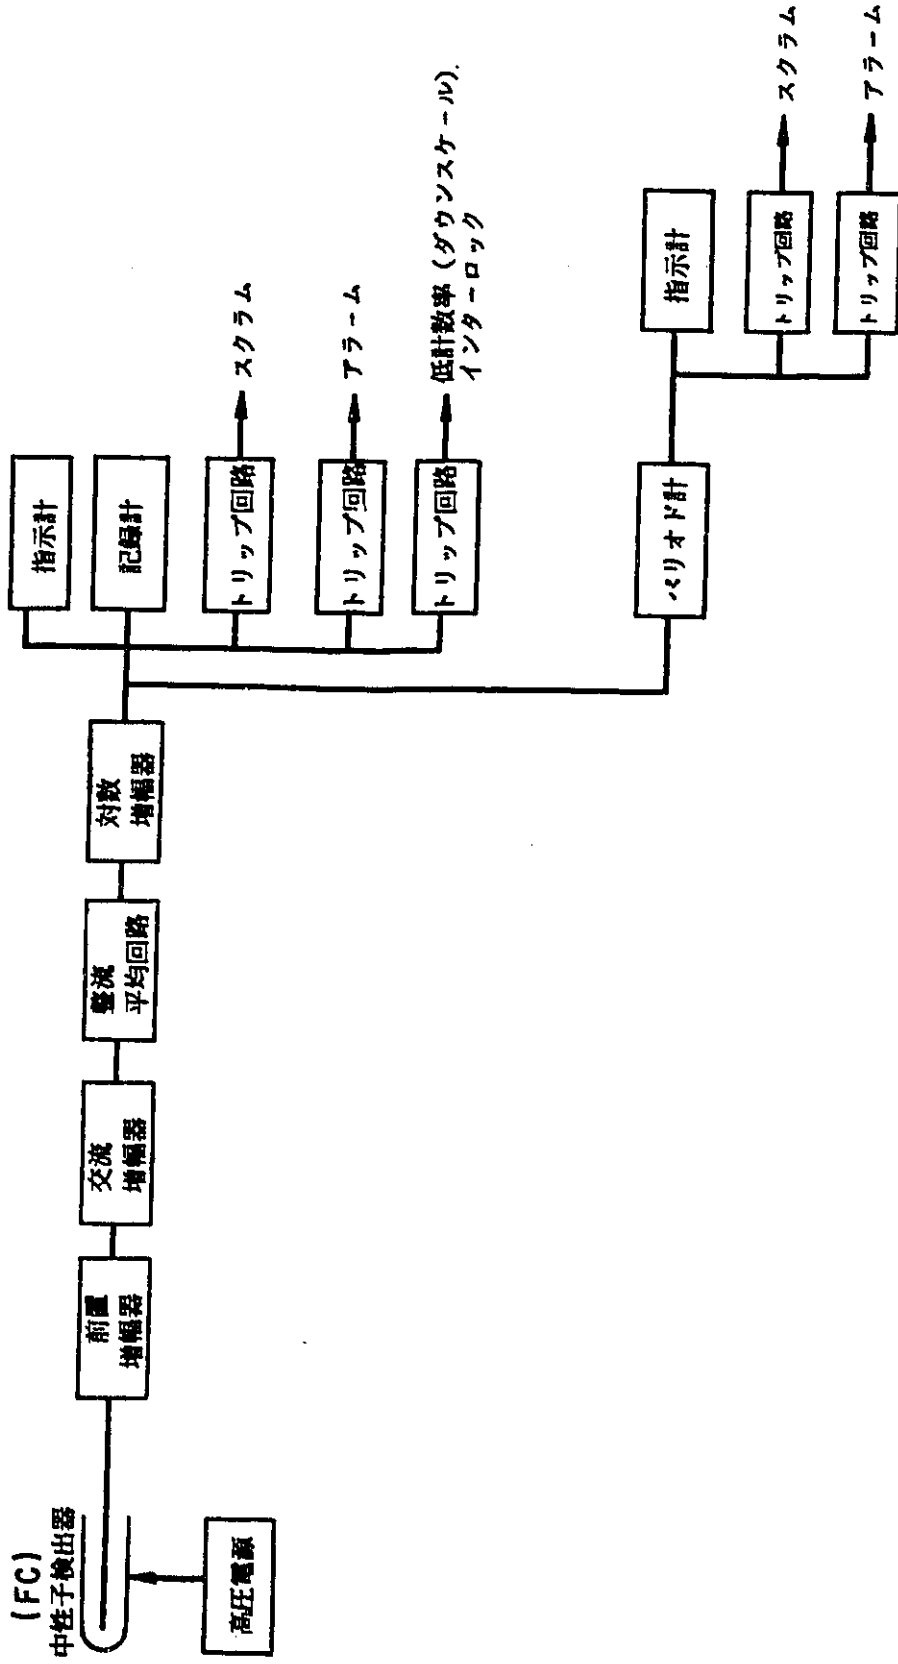 (FC)
中性子検出器
高圧電源
前置
増幅器
交流
増幅器
整流
平均回路
対数
増幅器
指示計
記録計
トリップ回路
スクラム
トリップ回路
アラーム
トリップ回路
低計数率(ダウンスケール).
インターロック
ペリオド計
指示計
トリップ回路
スクラム
トリップ回路
アラーム